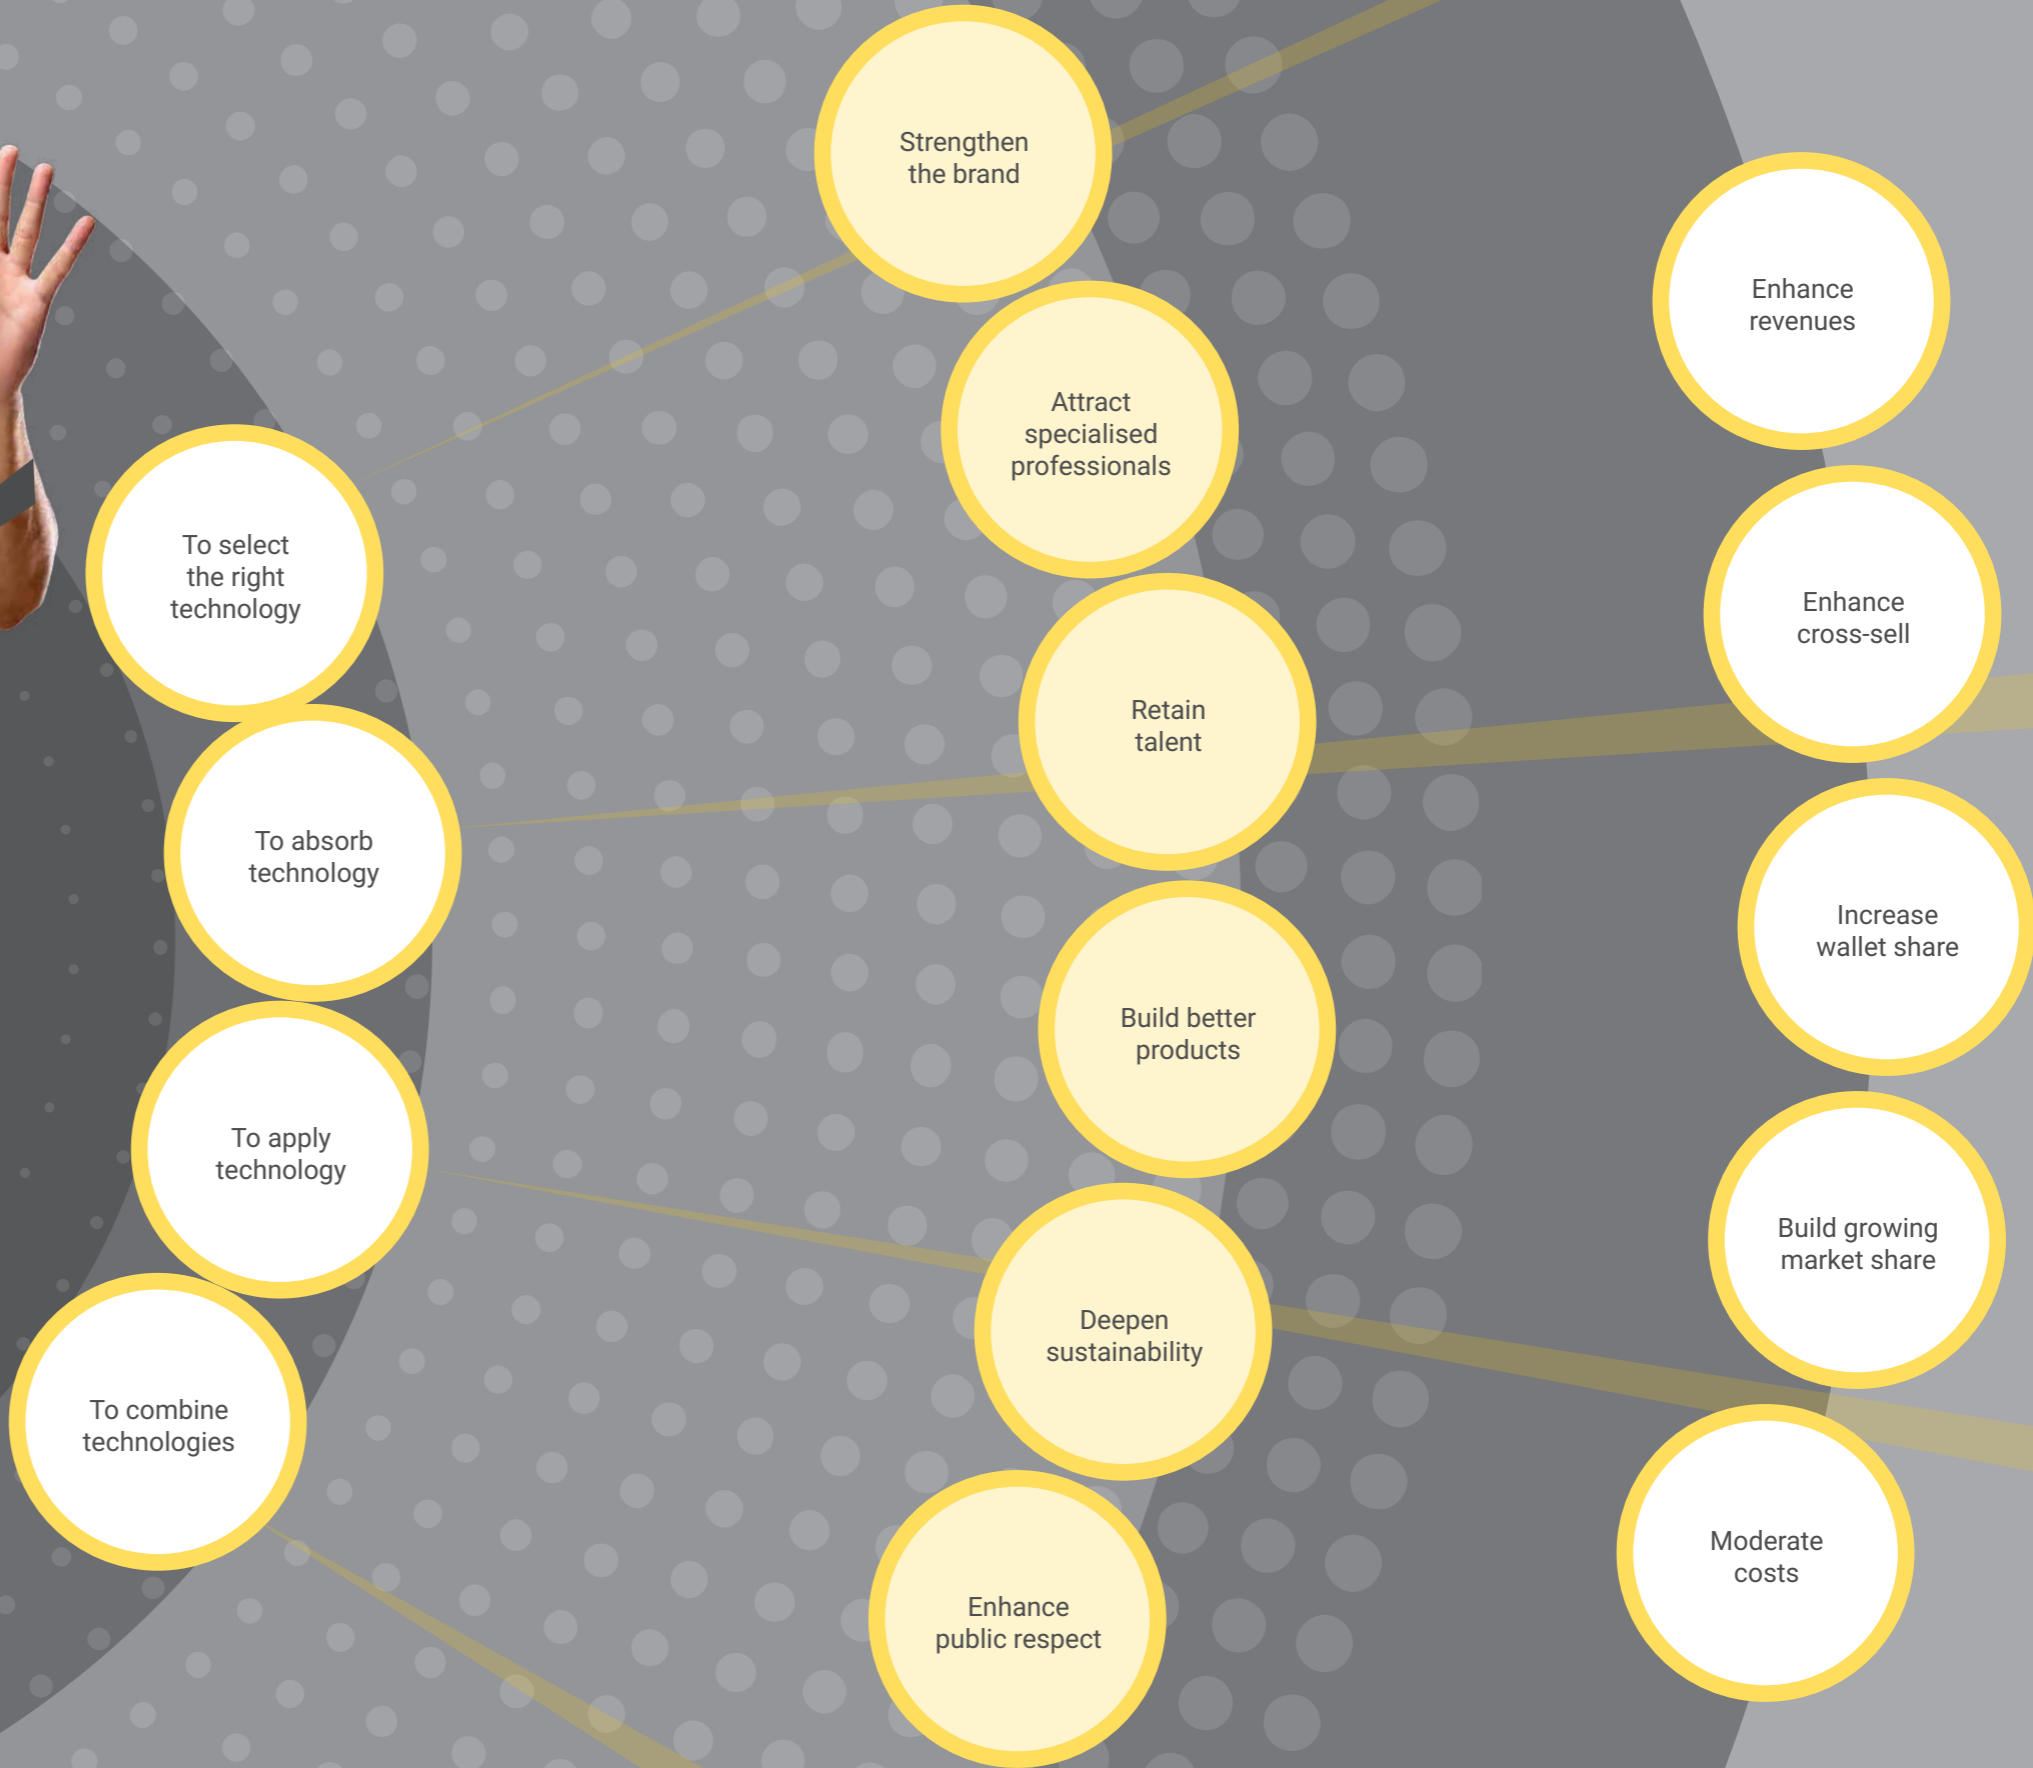 To select
the right
technology
To absorb
technology
To apply
technology
To combine
technologies
Strengthen
the brand
Attract
specialised
professionals
Retain
talent
Build better
products
Deepen
sustainability
Enhance
public respect
Enhance
revenues
Enhance
cross-sell
Increase
wallet share
Build growing
market share
Moderate
costs